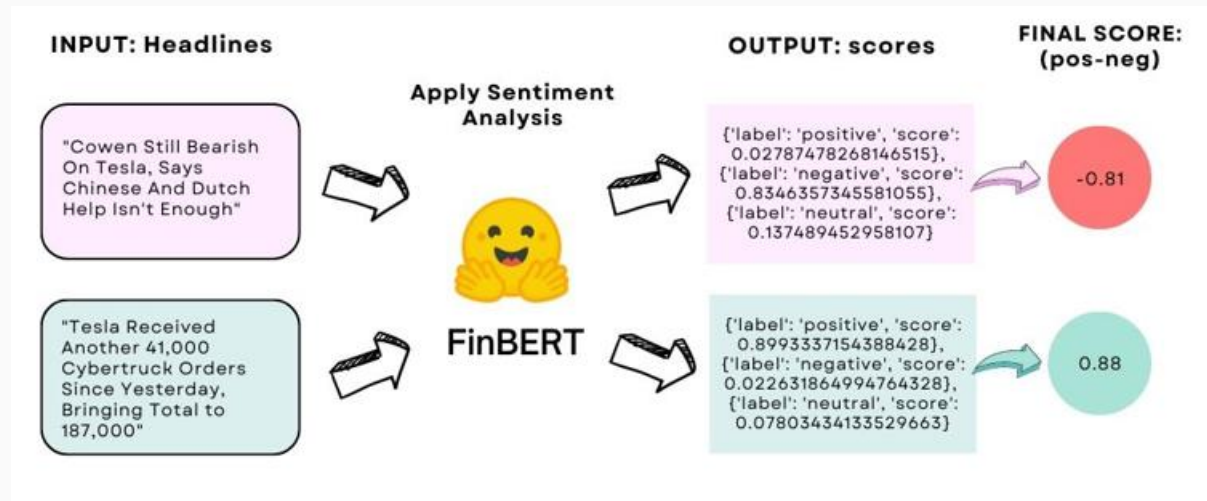 INPUT: Headlines
"Cowen Still Bearish
On Tesla, Says
Chinese And Dutch
Help Isn't Enough"
"Tesla Received
Another 41,000
Cybertruck Orders
Since Yesterday,
Bringing Total to
187,000"
Apply Sentiment
Analysis
FinBERT
OUTPUT: scores
{'label': 'positive', 'score':
0.02787478268146515},
{'label': 'negative', 'score':
0.8346357345581055},
{'label': 'neutral', 'score':
0.137489452958107}
{'label': 'positive', 'score':
0.8993337154388428},
{'label': 'negative', 'score':
0.022631864994764328},
{'label': 'neutral', 'score':
0.07803434133529663}
FINAL SCORE:
(pos-neg)
-0.81
0.88